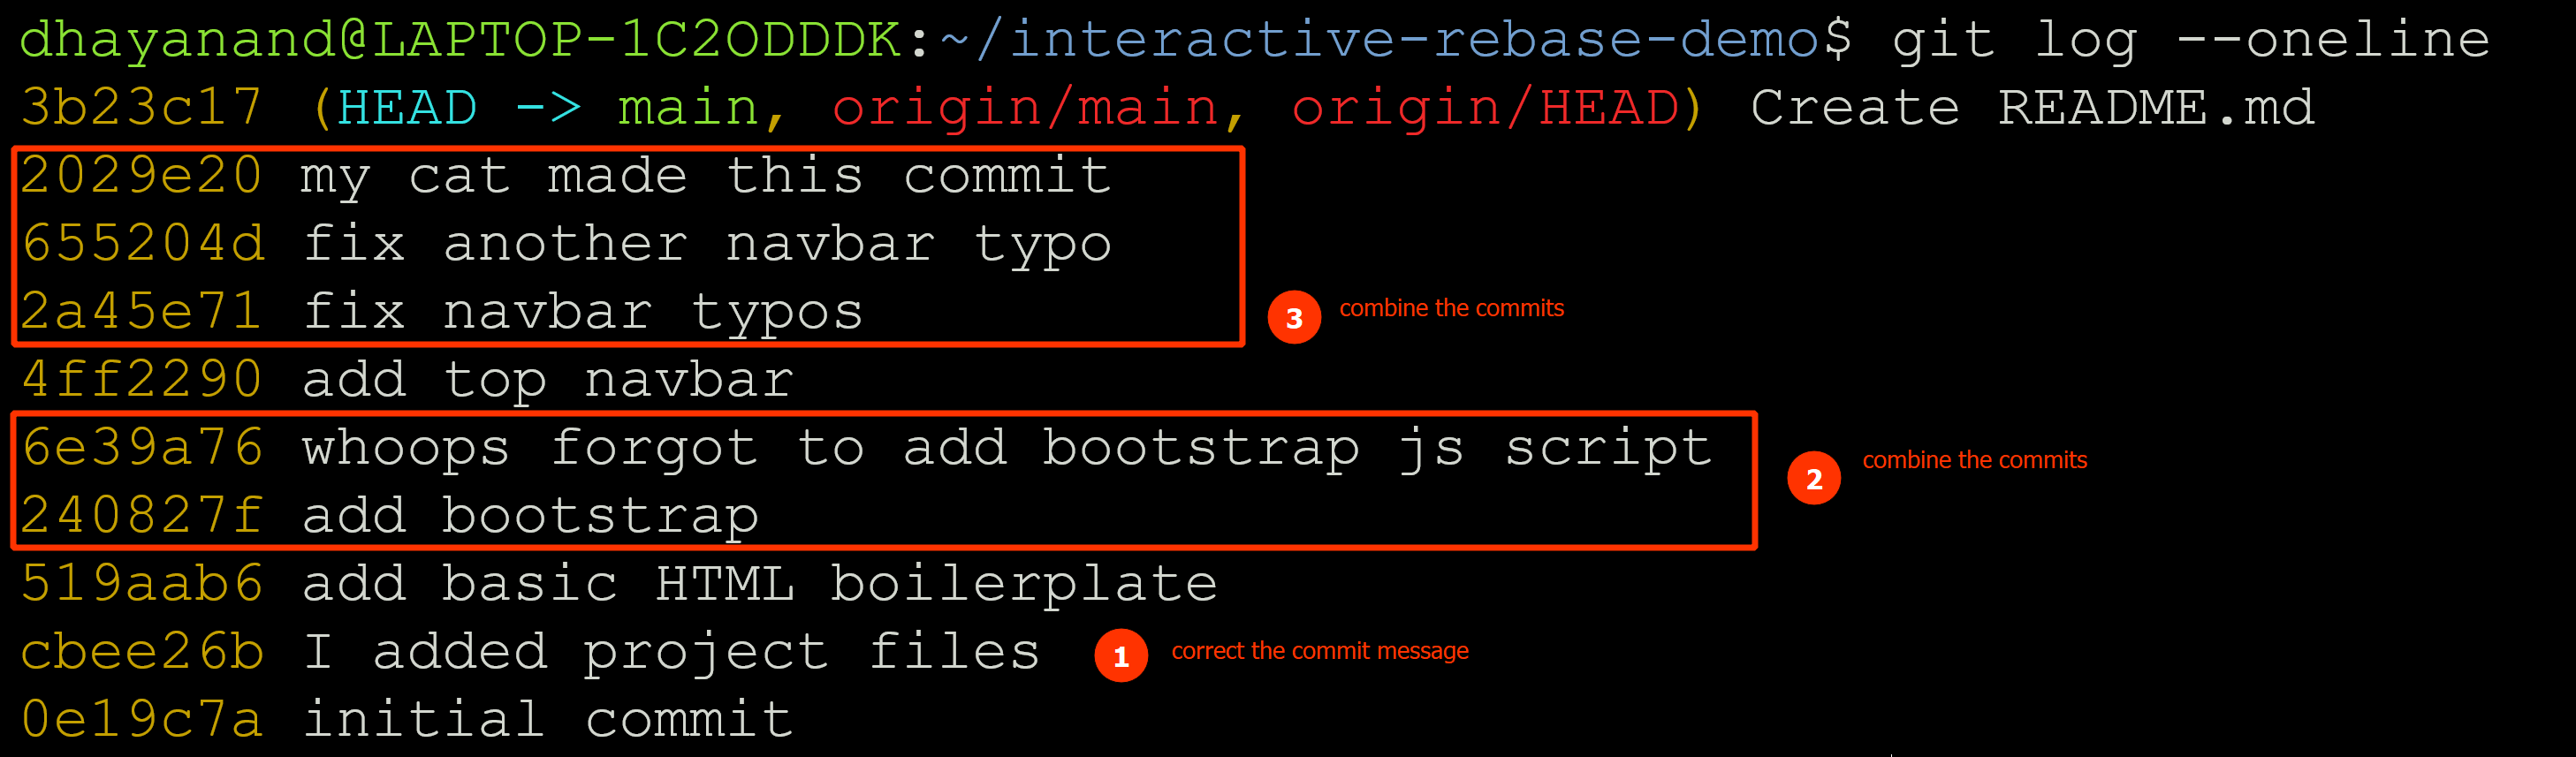 dhayanand@LAPTOP-1C2ODDDK:~/interactive-rebase-demo$ git log --oneline
3b23c17 (HEAD -> main, origin/main, origin/HEAD) Create README.md
2029e20 my cat made this commit
655204d fix another navbar typo
2a45e71 fix navbar typos
3 combine the commits
4ff2290 add top navbar
6e39a76 whoops forgot to add bootstrap js script
2 combine the commits
240827f add bootstrap
519aab6 add basic HTML boilerplate
cbee26b I added project files 1 correct the commit message
0e19c7a initial commit